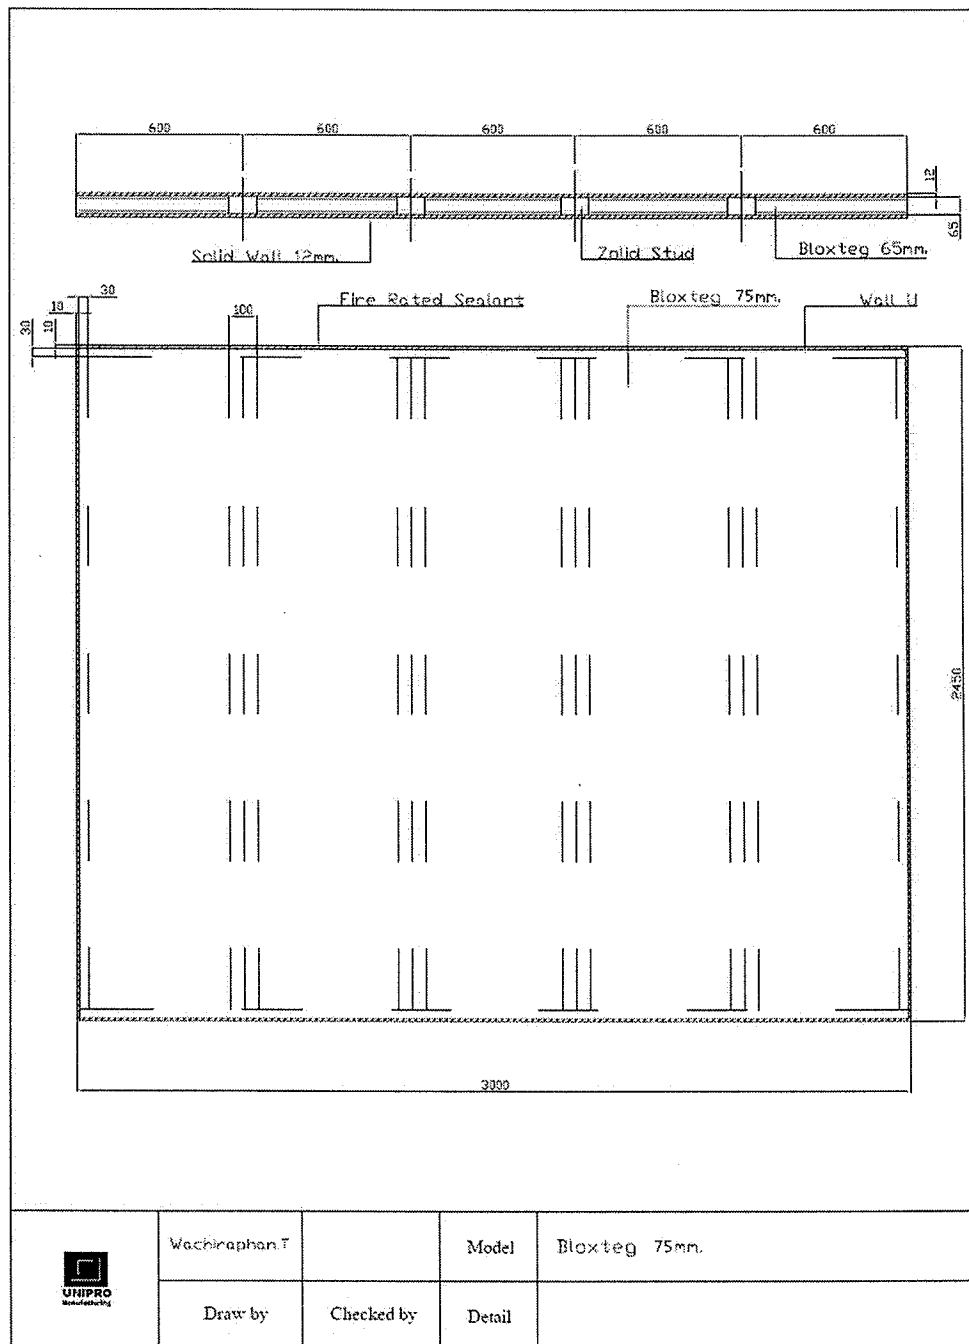 600 600 600 600 600
12
65
Solid Wall 12mm. Zolid Stud Bloxteg 65mm.
30
10
Fire Rated Sealant Bloxteg 75mm. Wall U
30
10
100
2450
3000
Wachiraphan.T Model Bloxteg 75mm.
UNIPRO
Manufacturing
Draw by Checked by Detail